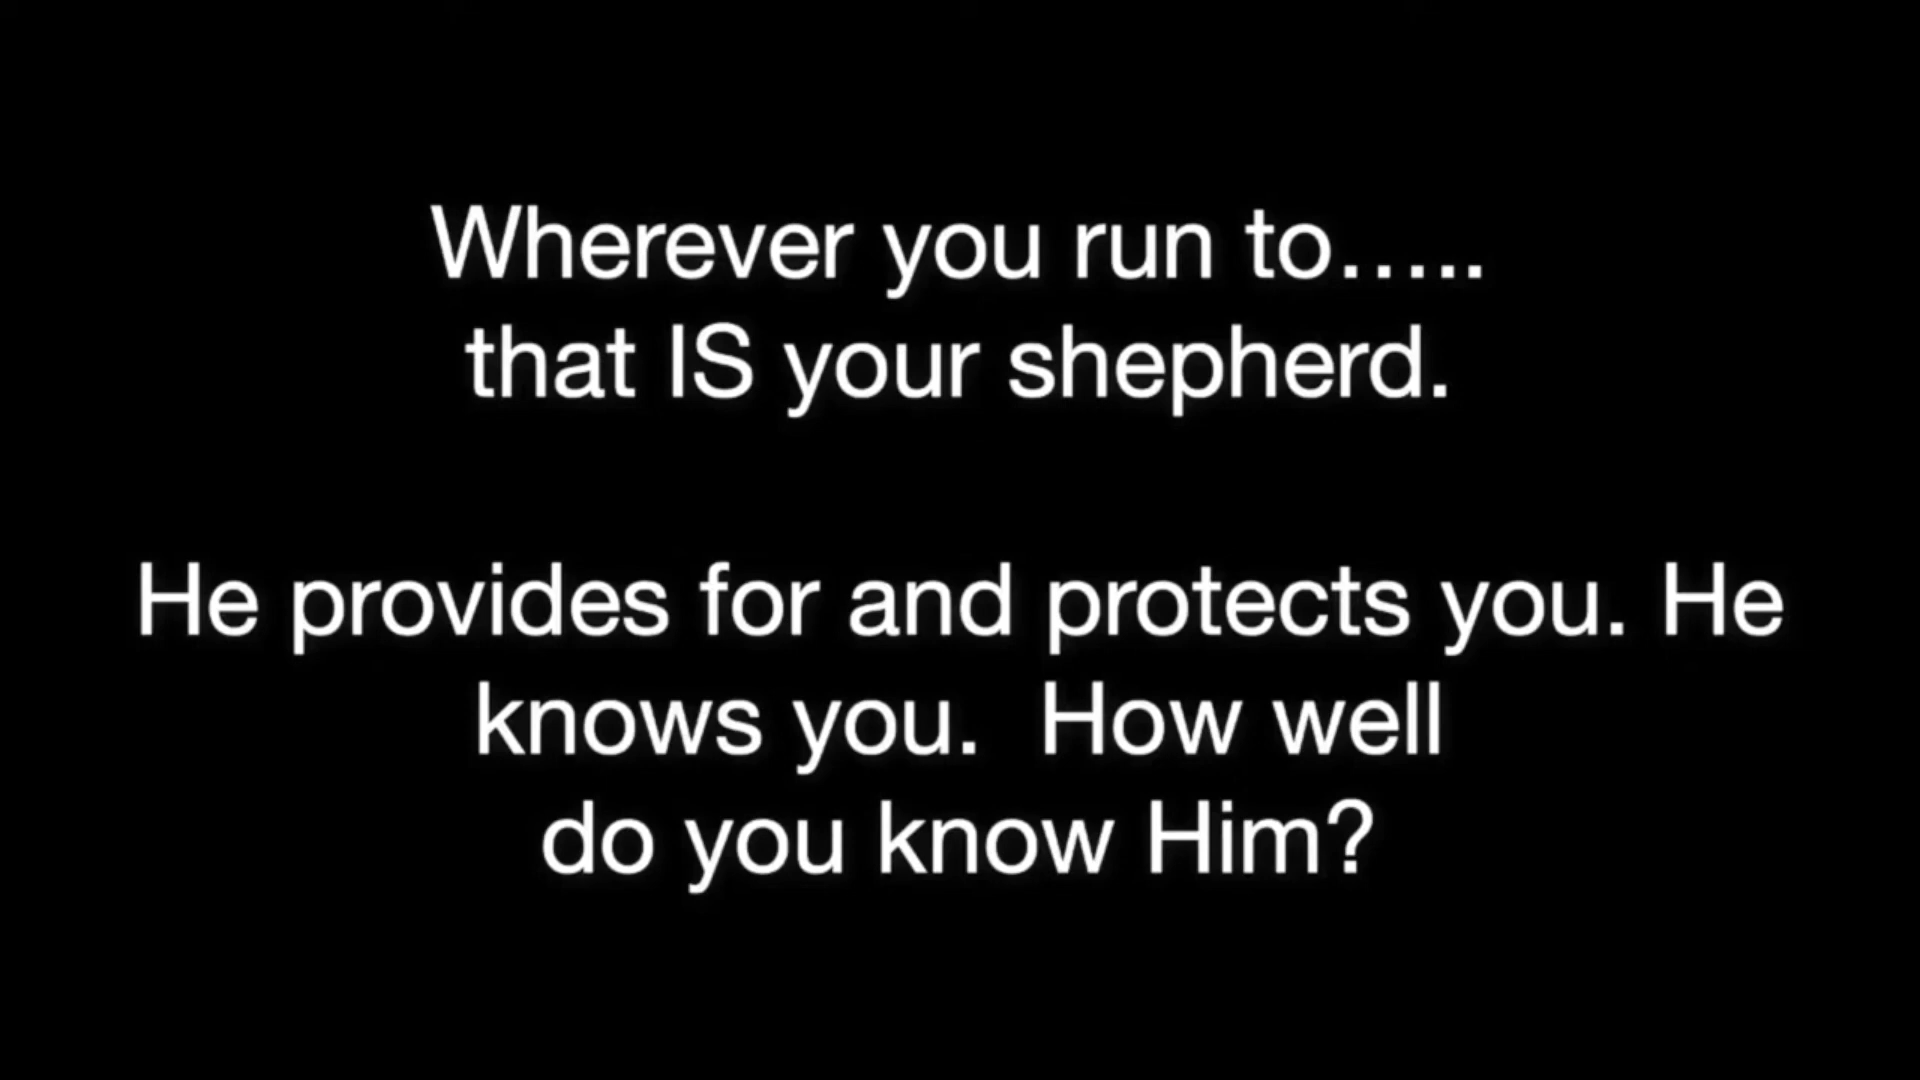 Wherever you run to…..
that IS your shepherd.
He provides for and protects you. He
knows you.  How well
do you know Him?